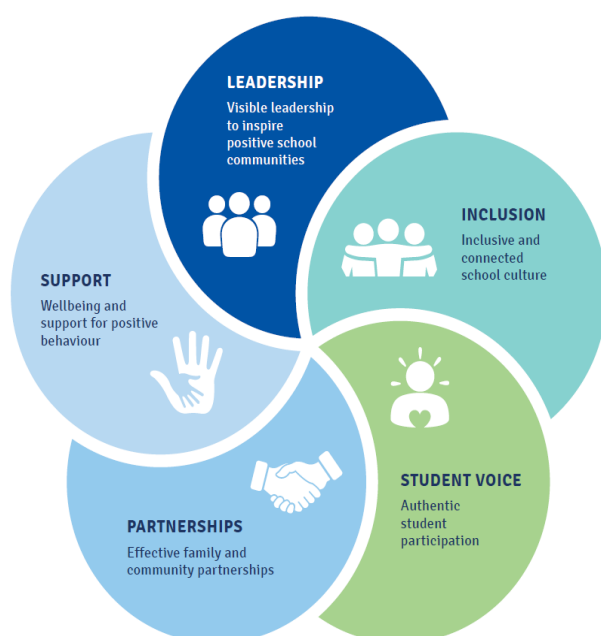 LEADERSHIP
Visible leadership
to inspire
positive school
communities
INCLUSION
Inclusive and
connected
school culture
STUDENT VOICE
Authentic
student
participation
PARTNERSHIPS
Effective family and
community partnerships
SUPPORT
Wellbeing and
support for positive
behaviour